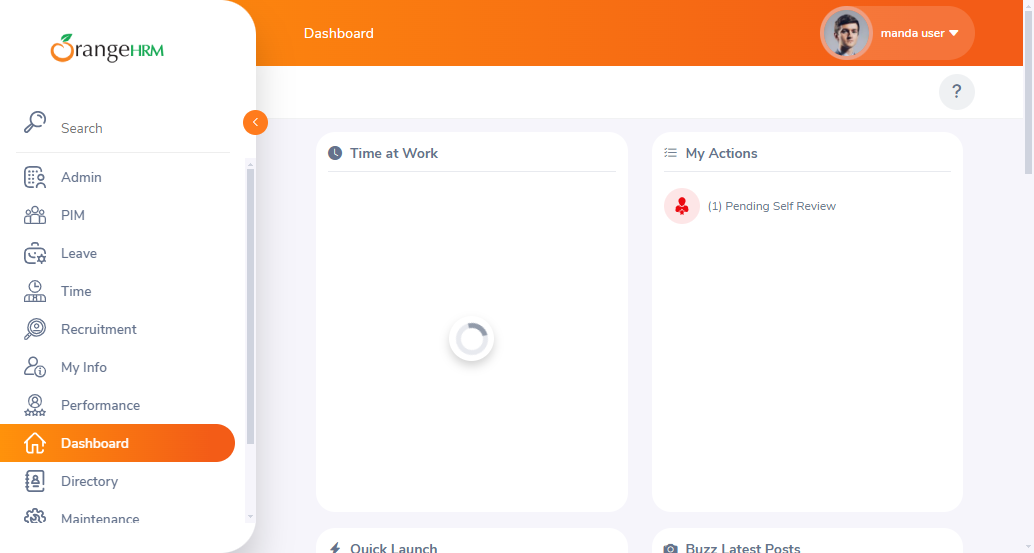 OrangeHRM
Dashboard
manda user
?
Search
Admin
PIM
Leave
Time
Recruitment
My Info
Performance
Dashboard
Directory
Maintenance
Time at Work
My Actions
(1) Pending Self Review
Quick Launch
Buzz Latest Posts